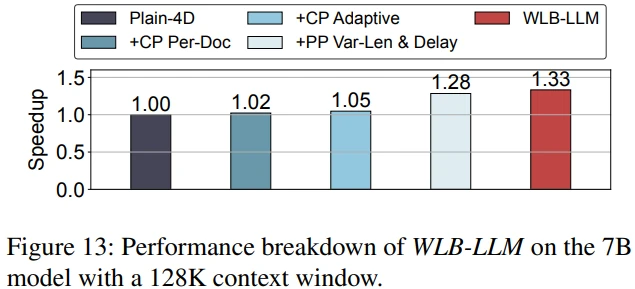 Plain-4D +CP Adaptive WLB-LLM
+CP Per-Doc +PP Var-Len & Delay
Speedup
1.5
1.0
0.5
0.0
1.00
1.02
1.05
1.28
1.33
Figure 13: Performance breakdown of WLB-LLM on the 7B
model with a 128K context window.